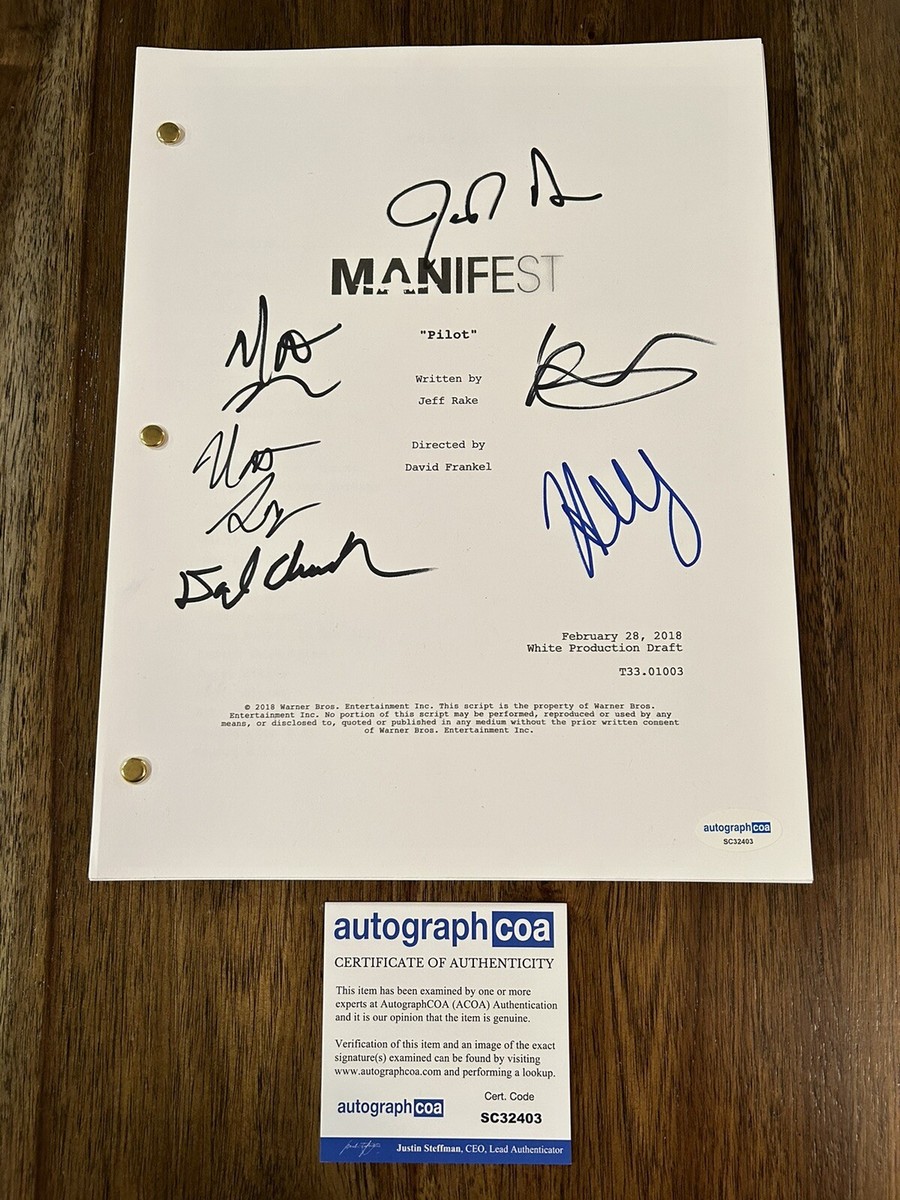 MANIFEST
"Pilot"
Written by
Jeff Rake
Directed by
David Frankel
February 28, 2018
White Production Draft
T33.01003
© 2018 Warner Bros. Entertainment Inc. This script is the property of Warner Bros.
Entertainment Inc. No portion of this script may be performed, reproduced or used by any
means, or disclosed to, quoted or published in any medium without the prior written consent
of Warner Bros. Entertainment Inc.
autographcoa
SC32403
autographcoa
CERTIFICATE OF AUTHENTICITY
This item has been examined by one or more
experts at AutographCOA (ACOA) Authentication
and it is our opinion that the item is genuine.
Verification of this item and an image of the exact
signature(s) examined can be found by visiting
www.autographcoa.com and performing a lookup.
Cert. Code
autographcoa
SC32403
Justin Steffman, CEO, Lead Authenticator